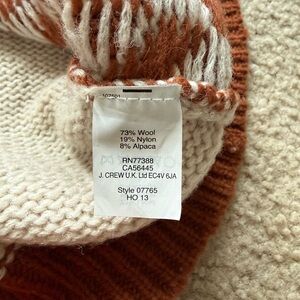 73% Wool
19% Nylon
8% Alpaca
RN77388
CA56445
J. CREW U.K. Ltd EC4V 6JA
Style 07765
HO 13